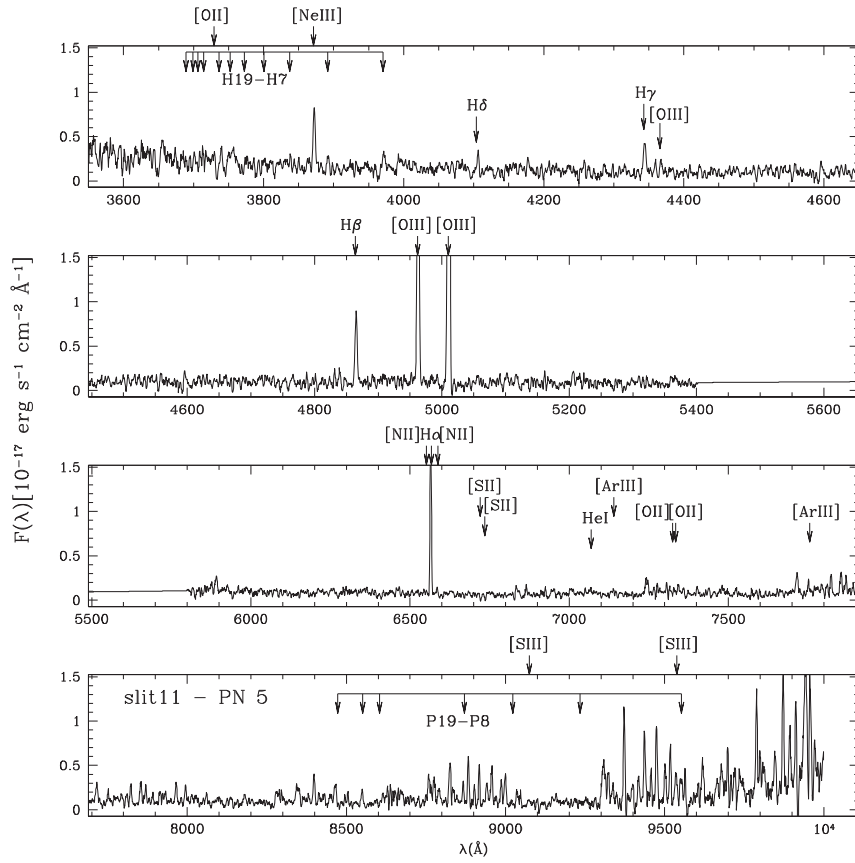 [OII] [NeIII]
H19−H7
Hδ
Hγ
[OIII]
1.5
1
0.5
0
3600 3800 4000 4200 4400 4600
Hβ [OIII] [OIII]
1.5
1
0.5
0
4600 4800 5000 5200 5400 5600
[NII] Hα [NII]
[SII]
[SII]
HeI
[ArIII]
[OII] [OII]
[ArIII]
1.5
1
0.5
0
5500 6000 6500 7000 7500
[SIII] [SIII]
slit11 − PN 5
P19−P8
1.5
1
0.5
0
8000 8500 9000 9500 10⁴
λ(Å)
F(λ)[10⁻¹⁷ erg s⁻¹ cm⁻² Å⁻¹]